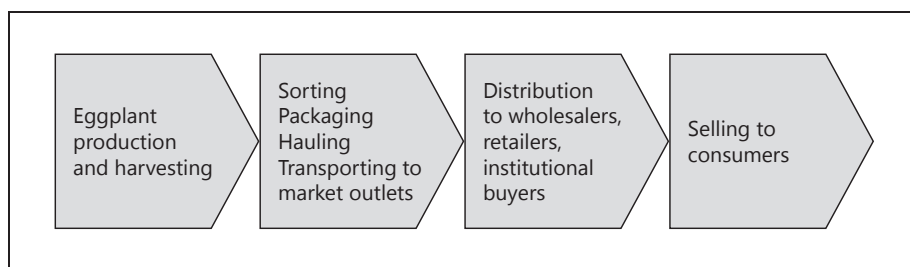 Eggplant
production
and harvesting
Sorting
Packaging
Hauling
Transporting to
market outlets
Distribution
to wholesalers,
retailers,
institutional
buyers
Selling to
consumers